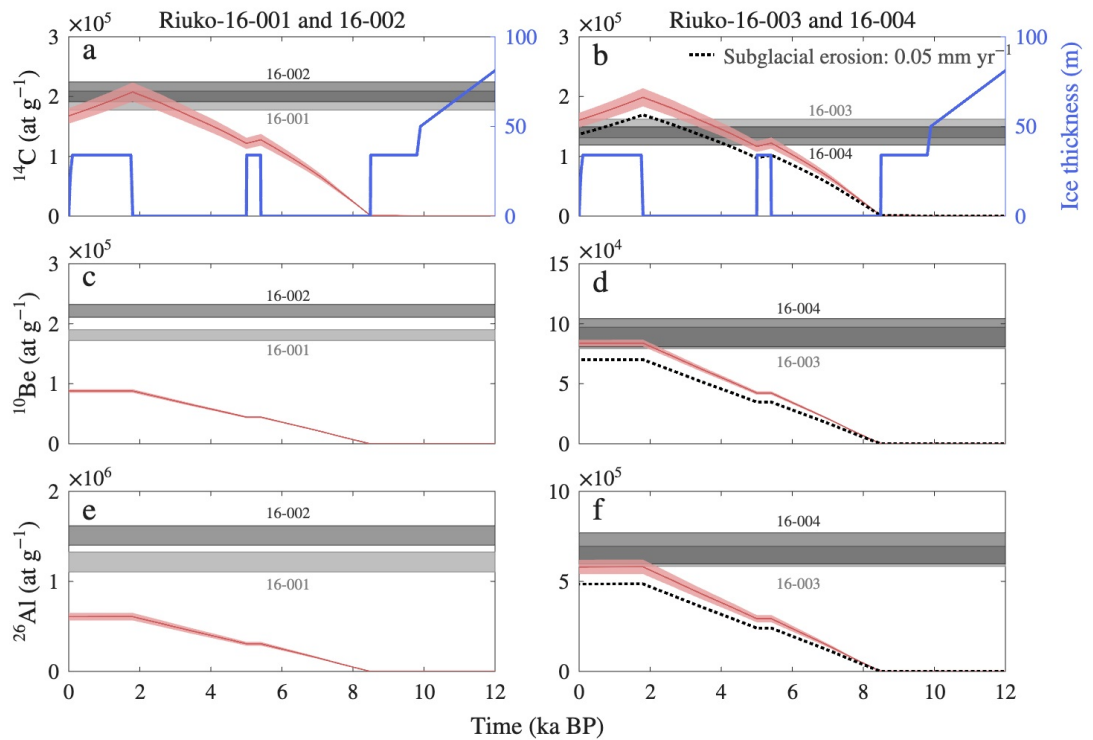 Riuko-16-001 and 16-002
Riuko-16-003 and 16-004
×10⁵
a
16-002
16-001
3
2
1
0
¹⁴C (at g⁻¹)
100
50
0
×10⁵
b
Subglacial erosion: 0.05 mm yr⁻¹
16-003
16-004
3
2
1
0
100
50
0
Ice thickness (m)
×10⁵
c
16-002
16-001
3
2
1
0
¹⁰Be (at g⁻¹)
×10⁴
d
16-004
16-003
15
10
5
0
×10⁶
e
16-002
16-001
2
1
0
²⁶Al (at g⁻¹)
0 2 4 6 8 10 12
×10⁵
f
16-004
16-003
10
5
0
0 2 4 6 8 10 12
Time (ka BP)